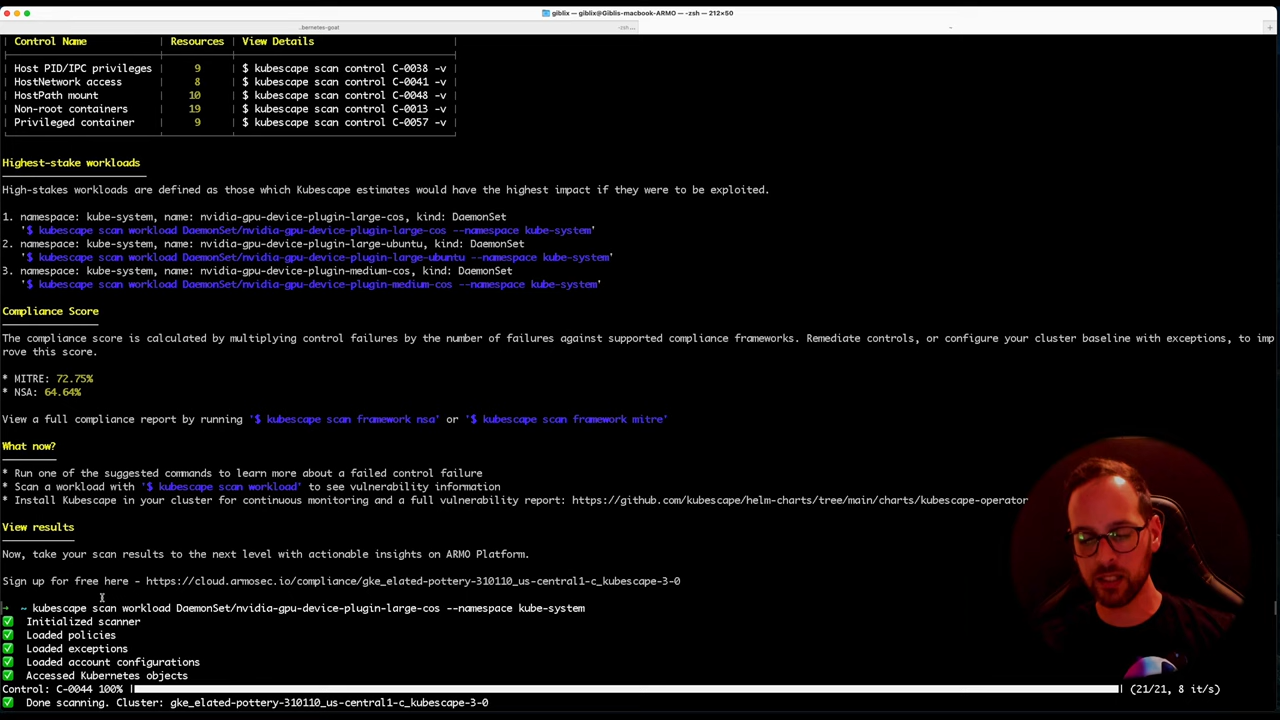 giblix — giblix@Giblis-macbook-ARMO — -zsh — 212×50
..bernetes-goat
-zsh ...
~
+
Control Name | Resources | View Details
Host PID/IPC privileges | 9 | $ kubescape scan control C-0038 -v
HostNetwork access | 8 | $ kubescape scan control C-0041 -v
HostPath mount | 10 | $ kubescape scan control C-0048 -v
Non-root containers | 19 | $ kubescape scan control C-0013 -v
Privileged container | 9 | $ kubescape scan control C-0057 -v
Highest-stake workloads
High-stakes workloads are defined as those which Kubescape estimates would have the highest impact if they were to be exploited.
1. namespace: kube-system, name: nvidia-gpu-device-plugin-large-cos, kind: DaemonSet
'$ kubescape scan workload DaemonSet/nvidia-gpu-device-plugin-large-cos --namespace kube-system'
2. namespace: kube-system, name: nvidia-gpu-device-plugin-large-ubuntu, kind: DaemonSet
'$ kubescape scan workload DaemonSet/nvidia-gpu-device-plugin-large-ubuntu --namespace kube-system'
3. namespace: kube-system, name: nvidia-gpu-device-plugin-medium-cos, kind: DaemonSet
'$ kubescape scan workload DaemonSet/nvidia-gpu-device-plugin-medium-cos --namespace kube-system'
Compliance Score
The compliance score is calculated by multiplying control failures by the number of failures against supported compliance frameworks. Remediate controls, or configure your cluster baseline with exceptions, to imp
rove this score.
* MITRE: 72.75%
* NSA: 64.64%
View a full compliance report by running '$ kubescape scan framework nsa' or '$ kubescape scan framework mitre'
What now?
* Run one of the suggested commands to learn more about a failed control failure
* Scan a workload with '$ kubescape scan workload' to see vulnerability information
* Install Kubescape in your cluster for continuous monitoring and a full vulnerability report: https://github.com/kubescape/helm-charts/tree/main/charts/kubescape-operator
View results
Now, take your scan results to the next level with actionable insights on ARMO Platform.
Sign up for free here - https://cloud.armosec.io/compliance/gke_elated-pottery-310110_us-central1-c_kubescape-3-0
→ ~ kubescape scan workload DaemonSet/nvidia-gpu-device-plugin-large-cos --namespace kube-system
✅ Initialized scanner
✅ Loaded policies
✅ Loaded exceptions
✅ Loaded account configurations
✅ Accessed Kubernetes objects
Control: C-0044 100% | | (21/21, 8 it/s)
✅ Done scanning. Cluster: gke_elated-pottery-310110_us-central1-c_kubescape-3-0